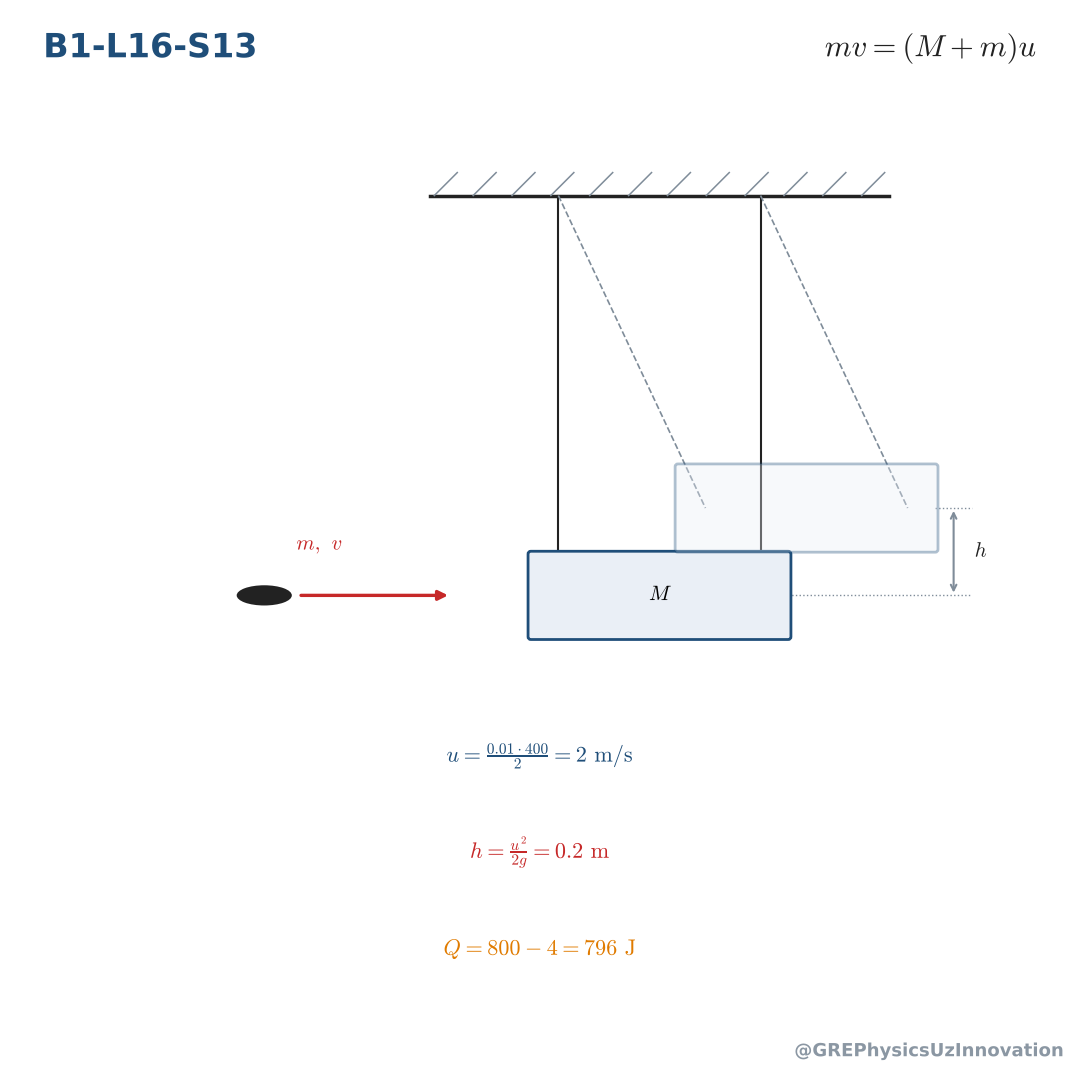 B1-L16-S13
mv = (M + m)u
m, v
h
M
u = 0.01 · 400 / 2 = 2 m/s
h = u² / 2g = 0.2 m
Q = 800 − 4 = 796 J
@GREPhysicsUzInnovation